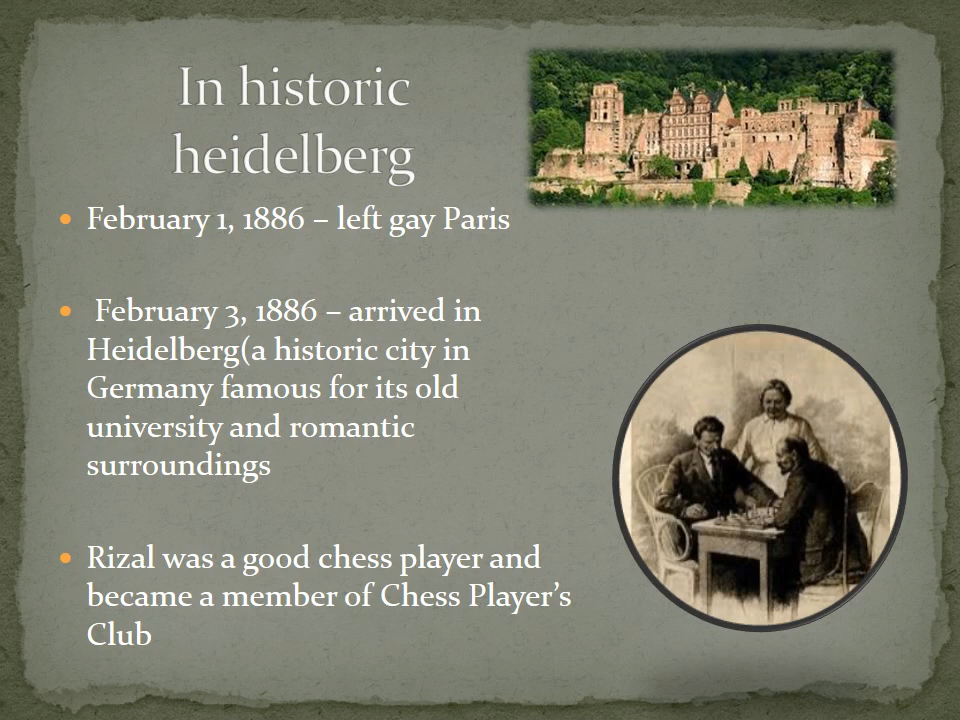 In historic
heidelberg
February 1, 1886 – left gay Paris
February 3, 1886 – arrived in
Heidelberg(a historic city in
Germany famous for its old
university and romantic
surroundings
Rizal was a good chess player and
became a member of Chess Player’s
Club